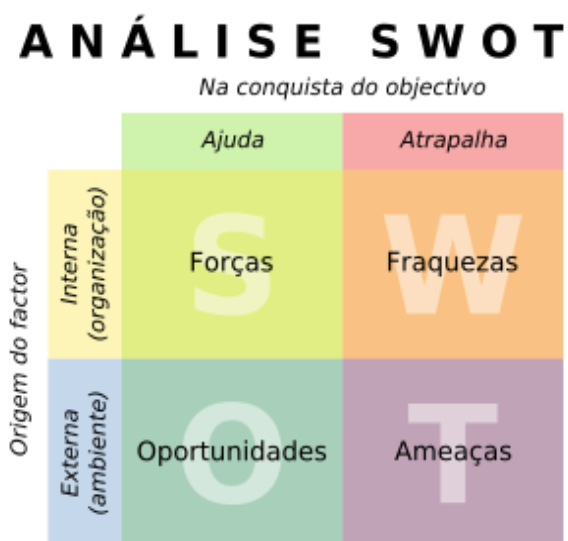 ANÁLISE SWOT
Na conquista do objectivo
Ajuda
Atrapalha
Origem do factor
Interna
(organização)
S
Forças
W
Fraquezas
Externa
(ambiente)
O
Oportunidades
T
Ameaças